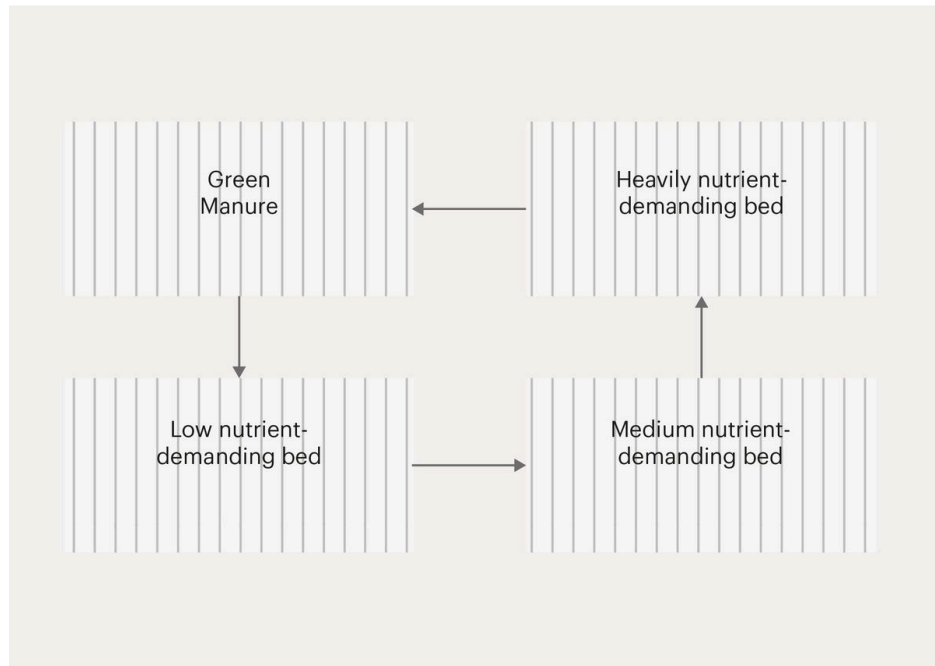 Green
Manure
Heavily nutrient-
demanding bed
Low nutrient-
demanding bed
Medium nutrient-
demanding bed